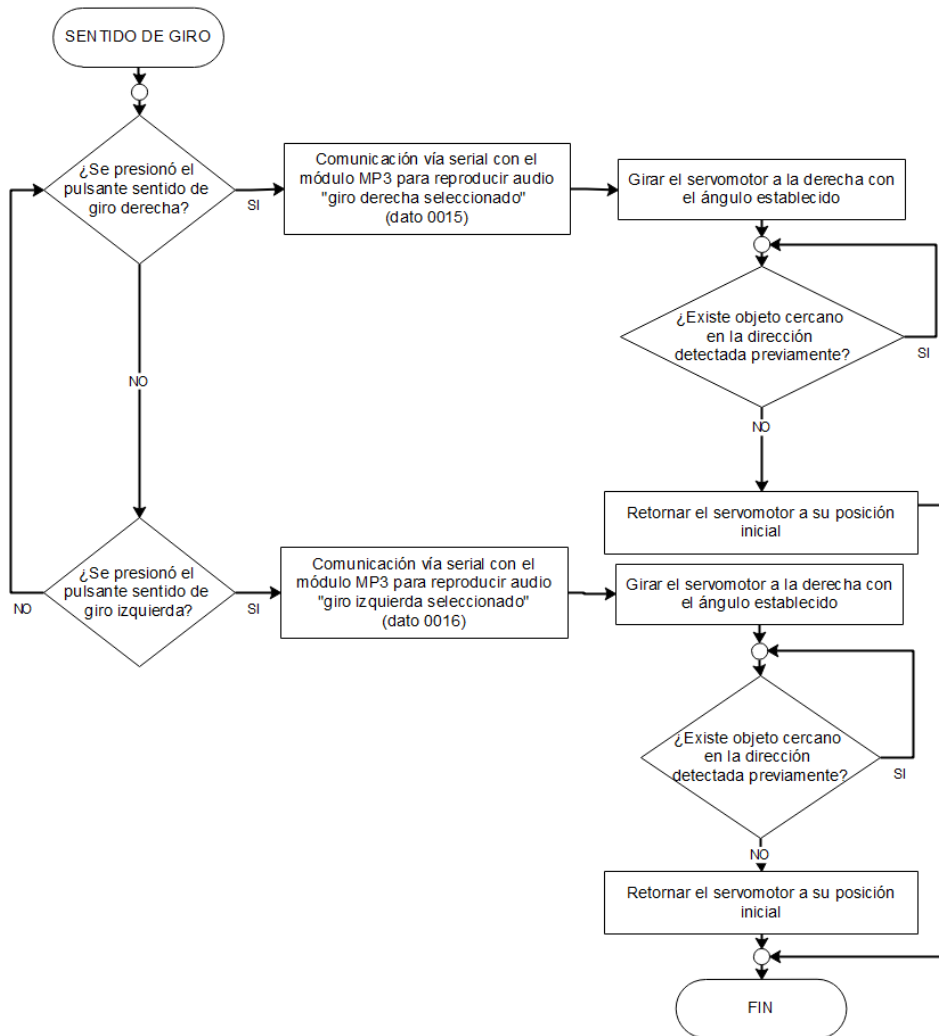 SENTIDO DE GIRO
¿Se presionó el
pulsante sentido de
giro derecha?
SI
Comunicación vía serial con el
módulo MP3 para reproducir audio
"giro derecha seleccionado"
(dato 0015)
Girar el servomotor a la derecha con
el ángulo establecido
¿Existe objeto cercano
en la dirección
detectada previamente?
SI
NO
NO
Retornar el servomotor a su posición
inicial
¿Se presionó el
pulsante sentido de
giro izquierda?
NO
SI
Comunicación vía serial con el
módulo MP3 para reproducir audio
"giro izquierda seleccionado"
(dato 0016)
Girar el servomotor a la derecha con
el ángulo establecido
¿Existe objeto cercano
en la dirección
detectada previamente?
SI
NO
Retornar el servomotor a su posición
inicial
FIN